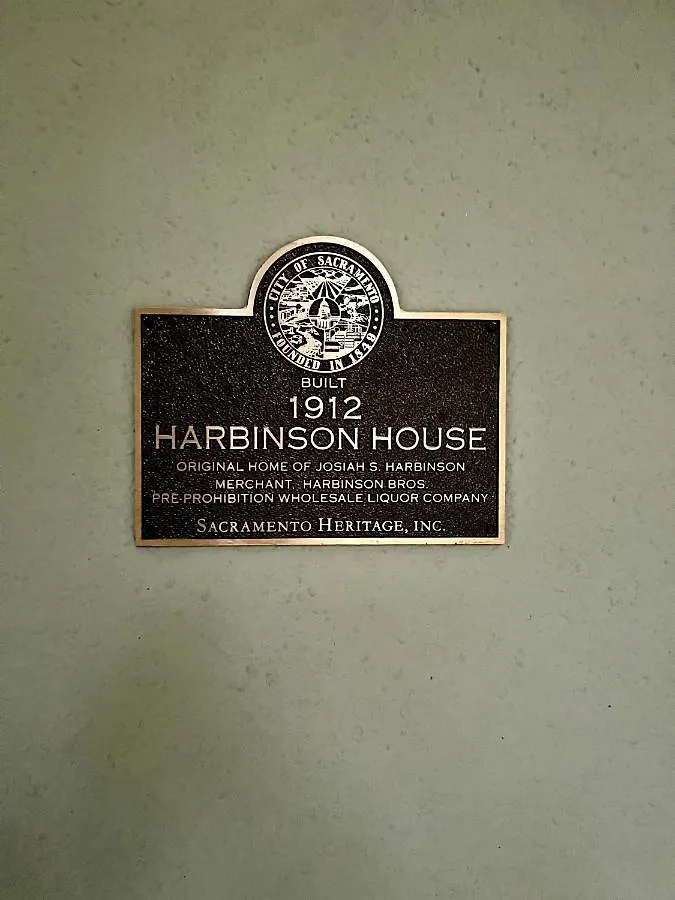 CITY OF SACRAMENTO
FOUNDED IN 1849
BUILT
1912
HARBINSON HOUSE
ORIGINAL HOME OF JOSIAH S. HARBINSON
MERCHANT, HARBINSON BROS.
PRE-PROHIBITION WHOLESALE LIQUOR COMPANY
SACRAMENTO HERITAGE, INC.